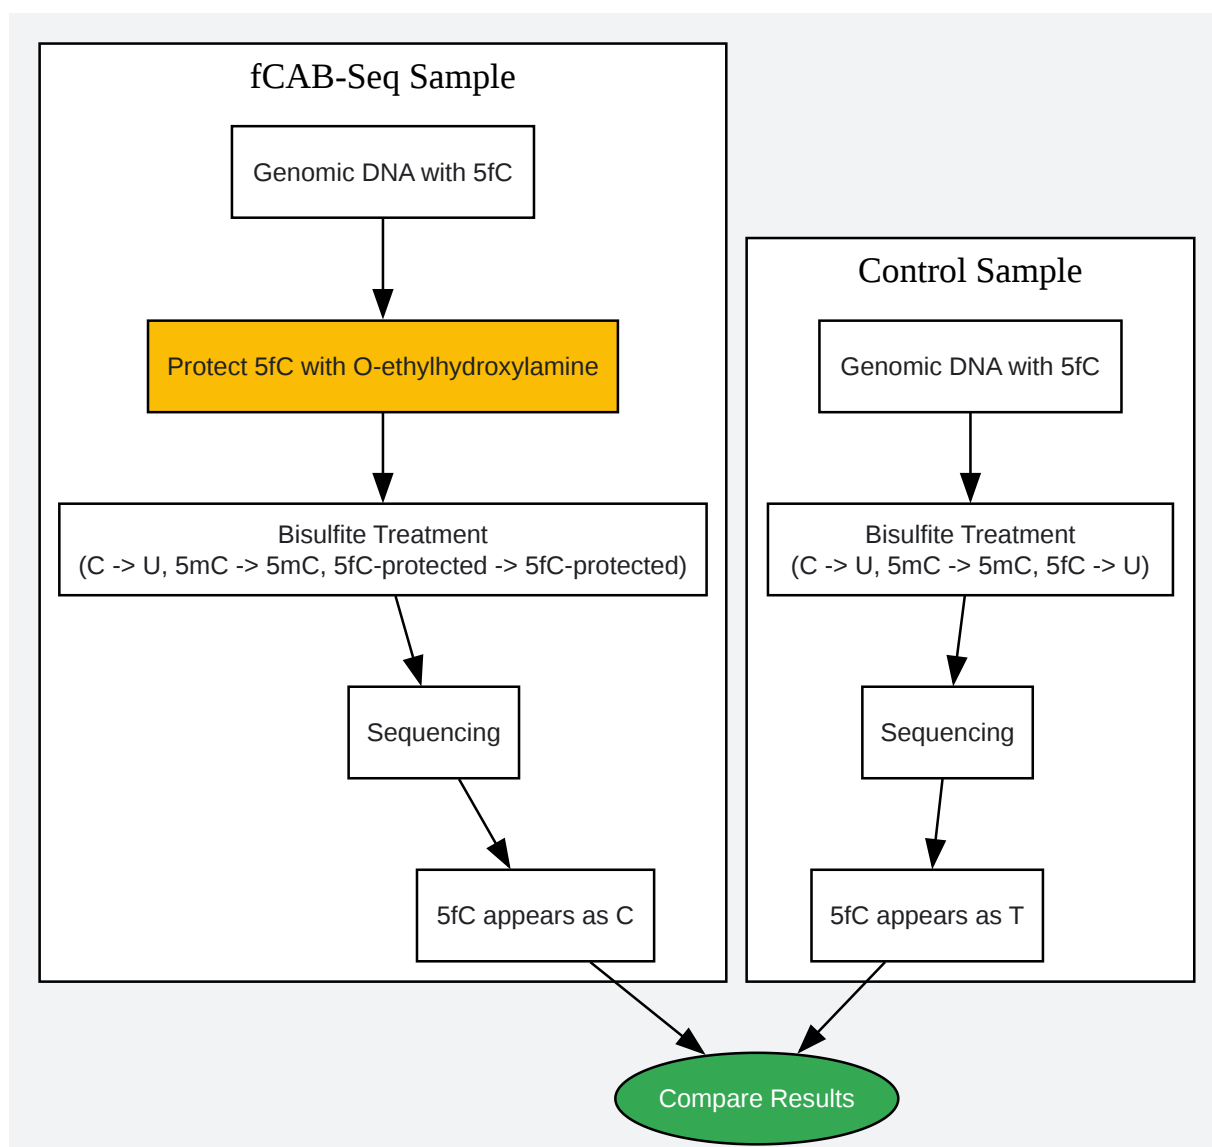 fCAB-Seq Sample
Genomic DNA with 5fC
Protect 5fC with O-ethylhydroxylamine
Bisulfite Treatment
(C -> U, 5mC -> 5mC, 5fC-protected -> 5fC-protected)
Sequencing
5fC appears as C
Control Sample
Genomic DNA with 5fC
Bisulfite Treatment
(C -> U, 5mC -> 5mC, 5fC -> U)
Sequencing
5fC appears as T
Compare Results